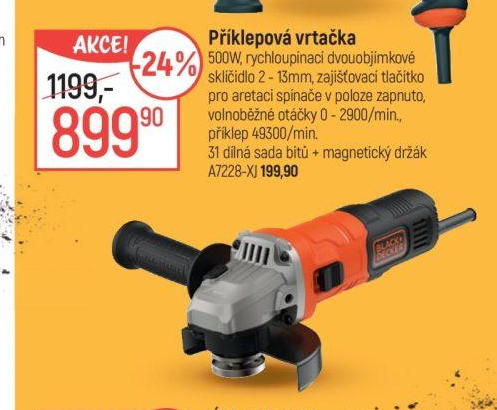 n
AKCE!
-24%
1199,-
899 90
Příklepová vrtačka
500W, rychloupínací dvouobjímkové
sklíčidlo 2 - 13mm, zajišťovací tlačítko
pro aretaci spínače v poloze zapnuto,
volnoběžné otáčky 0 - 2900/min.,
příklep 49300/min.
31 dílná sada bitů + magnetický držák
A7228-XJ 199,90
BLACK+
DECKER